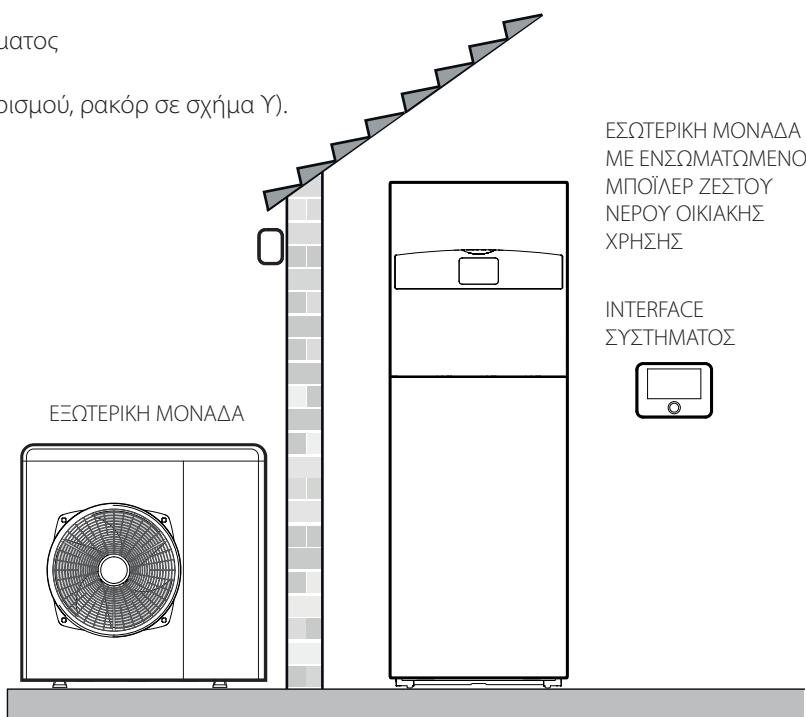 ματος
ρισμού, ρακόρ σε σχήμα Υ).
ΕΣΩΤΕΡΙΚΗ ΜΟΝΑΔΑ
ΜΕ ΕΝΣΩΜΑΤΩΜΕΝΟ
ΜΠΟΪΛΕΡ ΖΕΣΤΟΥ
ΝΕΡΟΥ ΟΙΚΙΑΚΗΣ
ΧΡΗΣΗΣ
INTERFACE
ΣΥΣΤΗΜΑΤΟΣ
ΕΞΩΤΕΡΙΚΗ ΜΟΝΑΔΑ